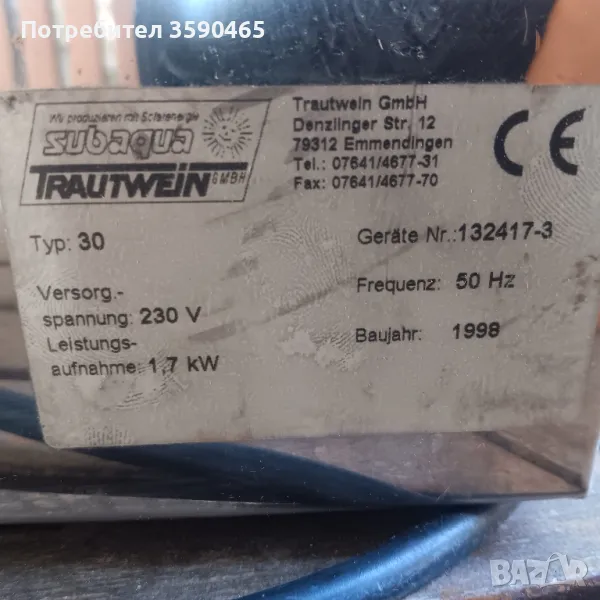 Потребител 3590465
Wir produzieren mit Solarenergie
subaqua
TRAUTWEIN GMBH
Trautwein GmbH
Denzlinger Str. 12
79312 Emmendingen
Tel.: 07641/4677-31
Fax: 07641/4677-70
CE
Typ: 30
Geräte Nr.:132417-3
Versorg.-
spannung: 230 V
Frequenz: 50 Hz
Leistungs-
aufnahme: 1,7 kW
Baujahr: 1998
BAZAR